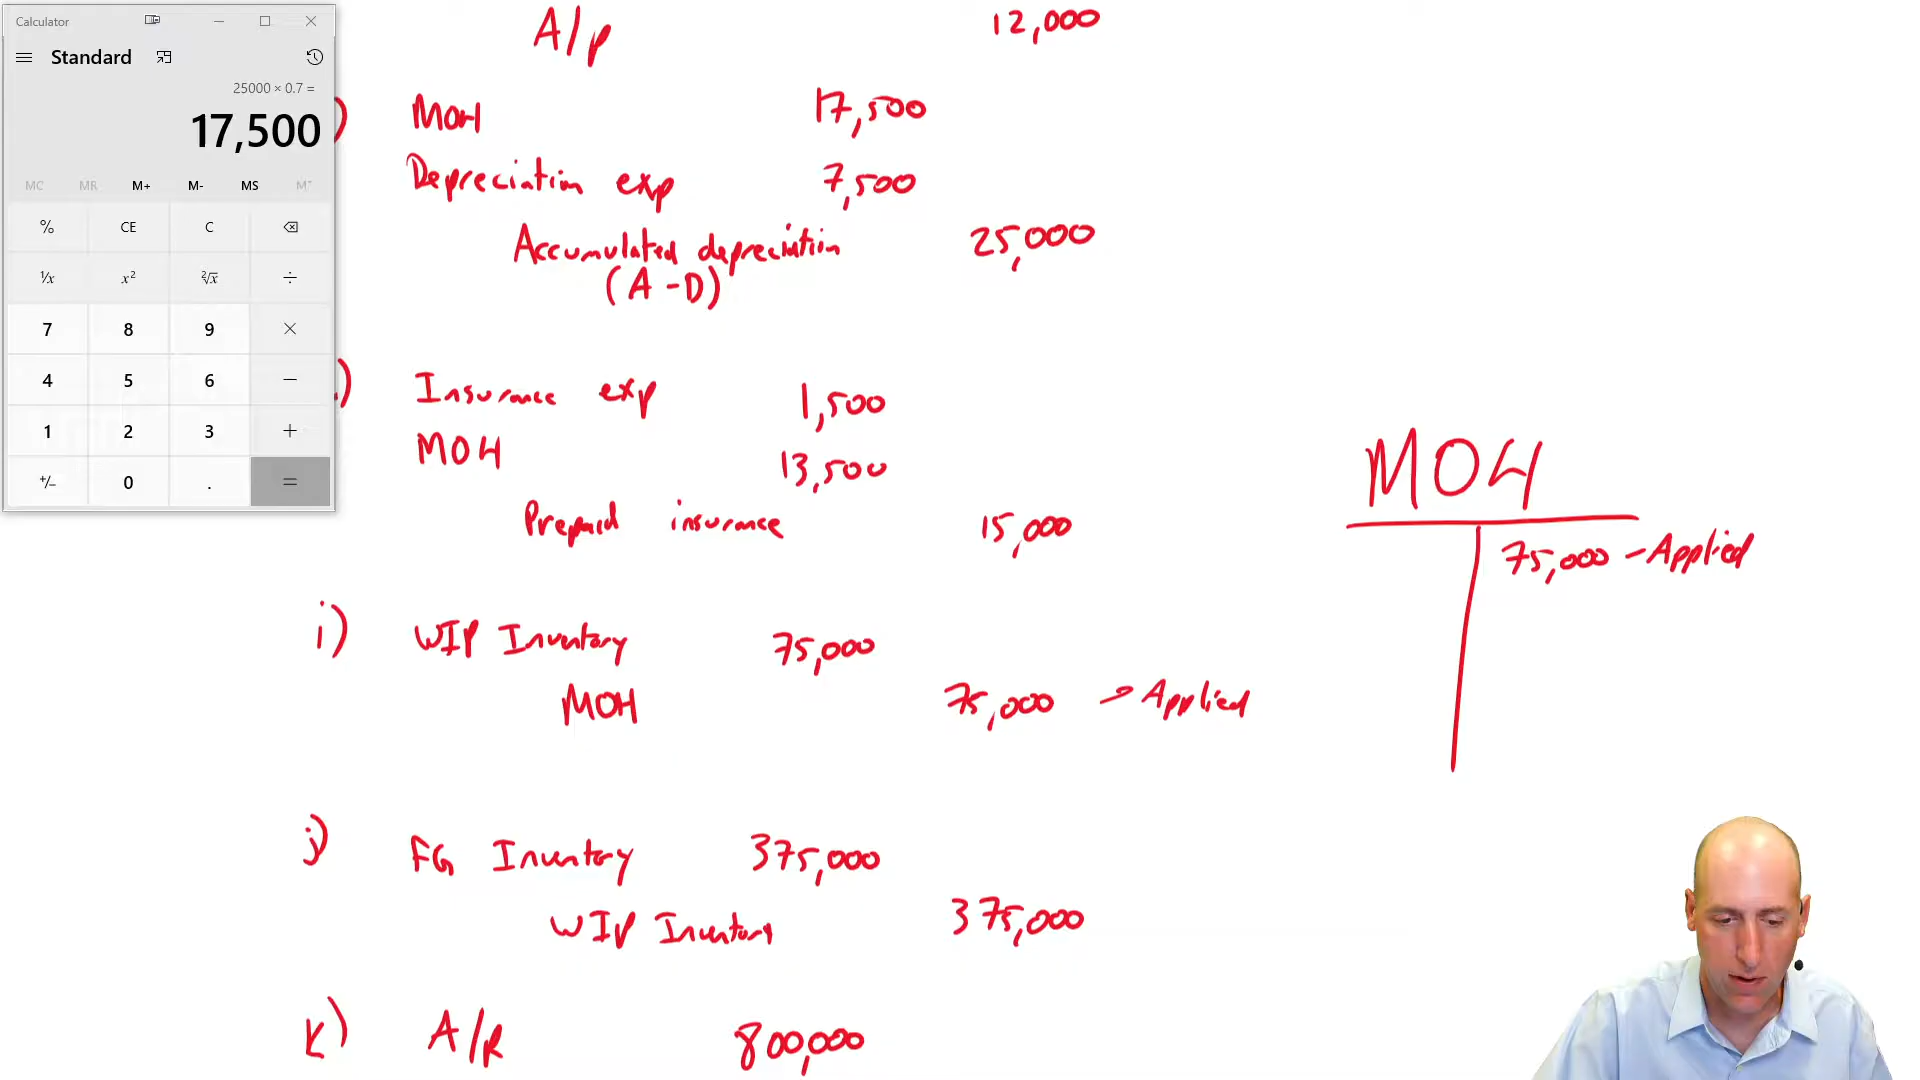 Calculator
Standard
25000 × 0.7 =
17,500
MC MR M+ M- MS M˅
% CE C
¹/x x² ²√x ÷
7 8 9 ×
4 5 6 −
1 2 3 +
+/− 0 . =
A/P 12,000
) MOH 17,500
Depreciation exp 7,500
Accumulated depreciation 25,000
(A-D)
) Insurance exp 1,500
MOH 13,500
Prepaid insurance 15,000
i) WIP Inventory 75,000
MOH 75,000 → Applied
j) FG Inventory 375,000
WIP Inventory 375,000
k) A/R 800,000
MOH
75,000 - Applied